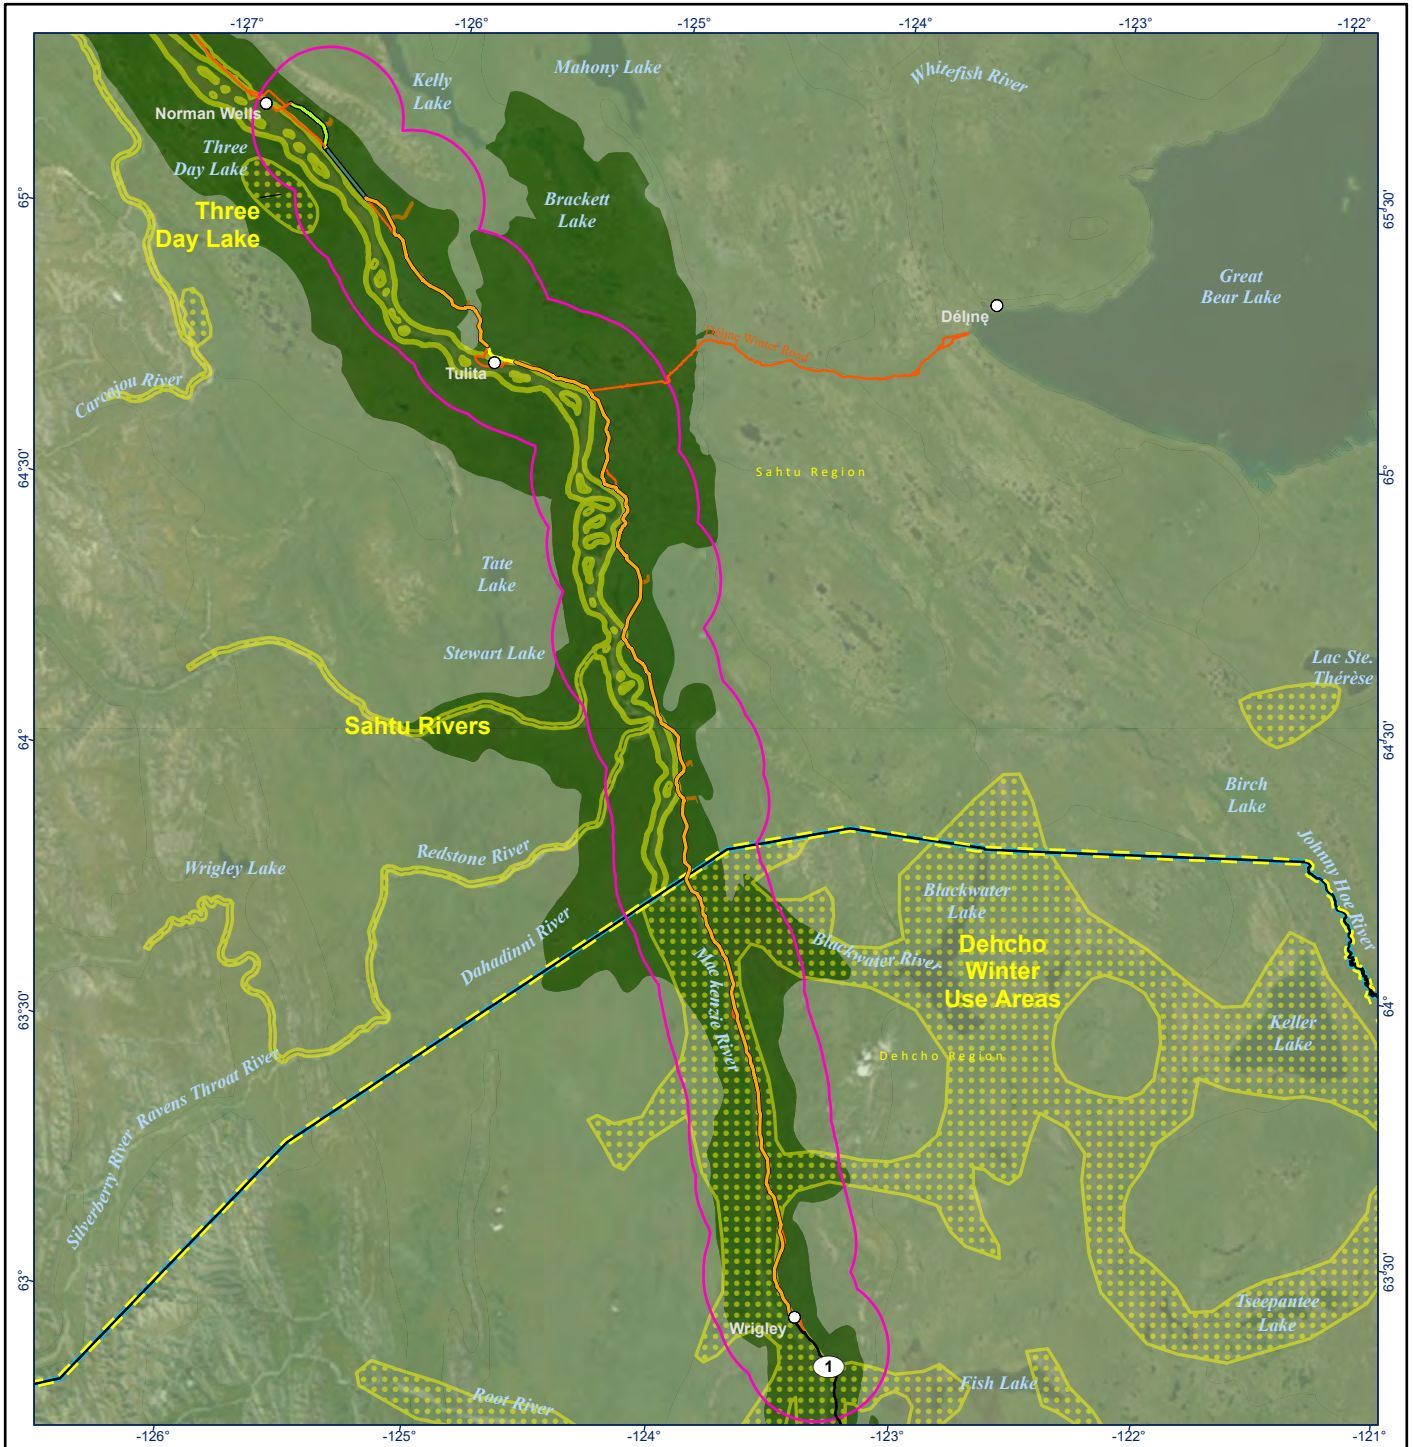 -127°
-126°
-125°
-124°
-123°
-122°
Kelly
Lake
Mahony Lake
Whitefish River
Norman Wells
Three
Day Lake
65°
65°30'
Three
Day Lake
Brackett
Lake
Great
Bear Lake
Délı̨nę
Déline Winter Road
Tulita
Carcajou River
64°30'
65°
Sahtu Region
Tate
Lake
Stewart Lake
Lac Ste.
Thérèse
Sahtu Rivers
64°
64°30'
Birch
Lake
Johnny Hoe River
Redstone River
Wrigley Lake
Blackwater
Lake
Dahadinni River
Blackwater River
Dehcho
Winter
Use Areas
Mackenzie River
63°30'
64°
Keller
Lake
Dehcho Region
Ravens Throat River
Silverberry River
63°
63°30'
Tseepantee
Lake
Wrigley
1
Fish Lake
Root River
-126°
-125°
-124°
-123°
-122°
-121°